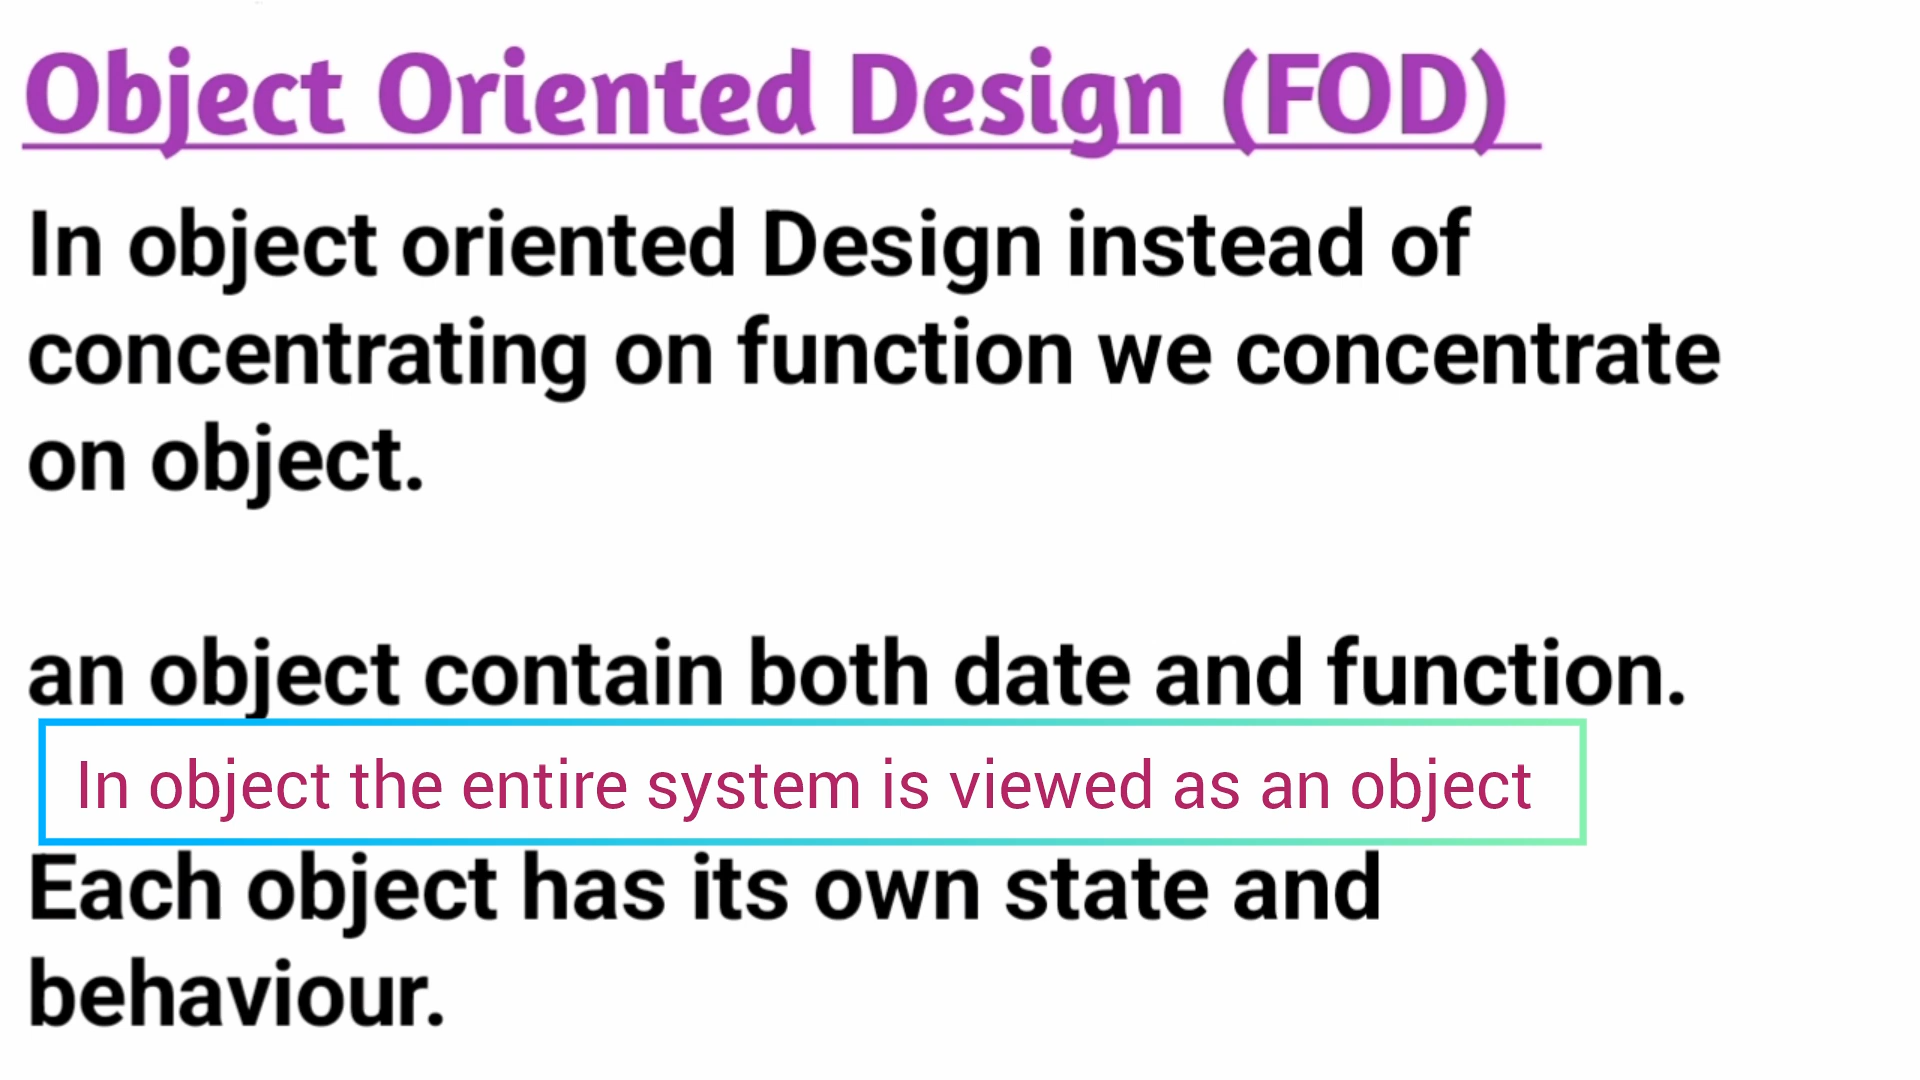 Object Oriented Design (FOD)
In object oriented Design instead of
concentrating on function we concentrate
on object.
an object contain both date and function.
In object the entire system is viewed as an object
Each object has its own state and
behaviour.